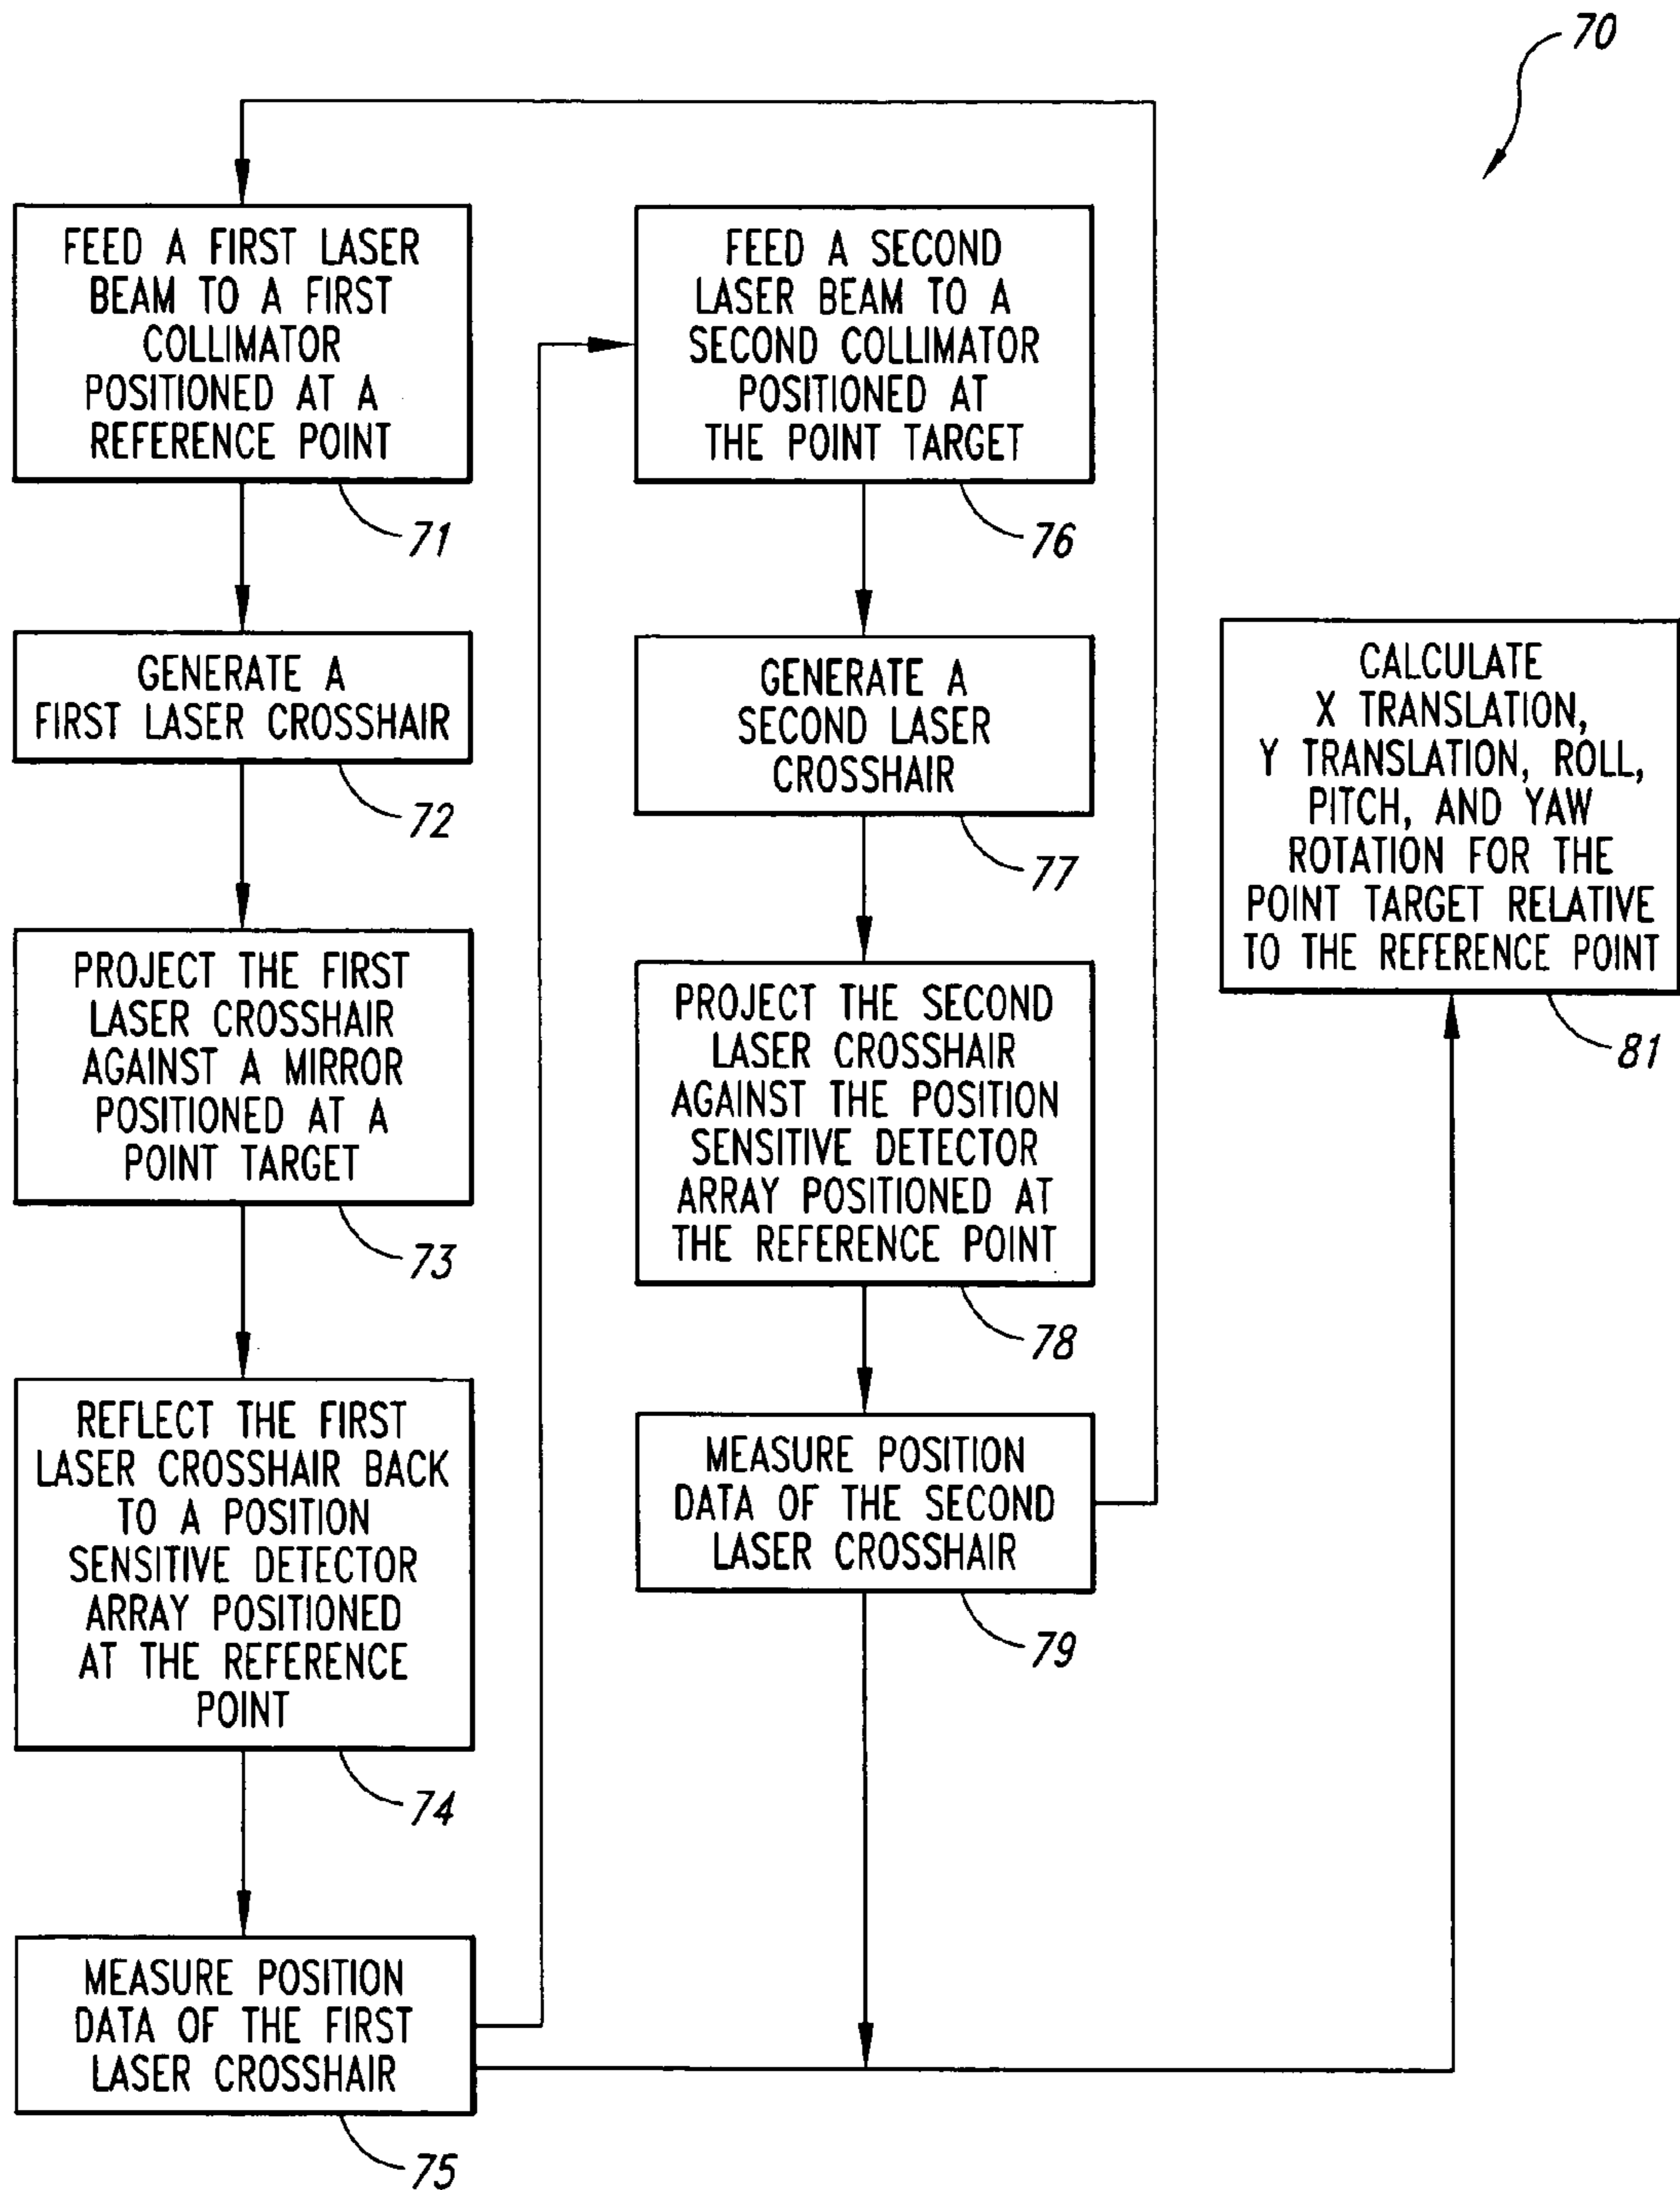 70
FEED A FIRST LASER
BEAM TO A FIRST
COLLIMATOR
POSITIONED AT A
REFERENCE POINT
71
GENERATE A
FIRST LASER CROSSHAIR
72
PROJECT THE FIRST
LASER CROSSHAIR
AGAINST A MIRROR
POSITIONED AT A
POINT TARGET
73
REFLECT THE FIRST
LASER CROSSHAIR BACK
TO A POSITION
SENSITIVE DETECTOR
ARRAY POSITIONED
AT THE REFERENCE
POINT
74
MEASURE POSITION
DATA OF THE FIRST
LASER CROSSHAIR
75
FEED A SECOND
LASER BEAM TO A
SECOND COLLIMATOR
POSITIONED AT
THE POINT TARGET
76
GENERATE A
SECOND LASER
CROSSHAIR
77
PROJECT THE SECOND
LASER CROSSHAIR
AGAINST THE POSITION
SENSITIVE DETECTOR
ARRAY POSITIONED AT
THE REFERENCE POINT
78
MEASURE POSITION
DATA OF THE SECOND
LASER CROSSHAIR
79
CALCULATE
X TRANSLATION,
Y TRANSLATION, ROLL,
PITCH, AND YAW
ROTATION FOR THE
POINT TARGET RELATIVE
TO THE REFERENCE POINT
81